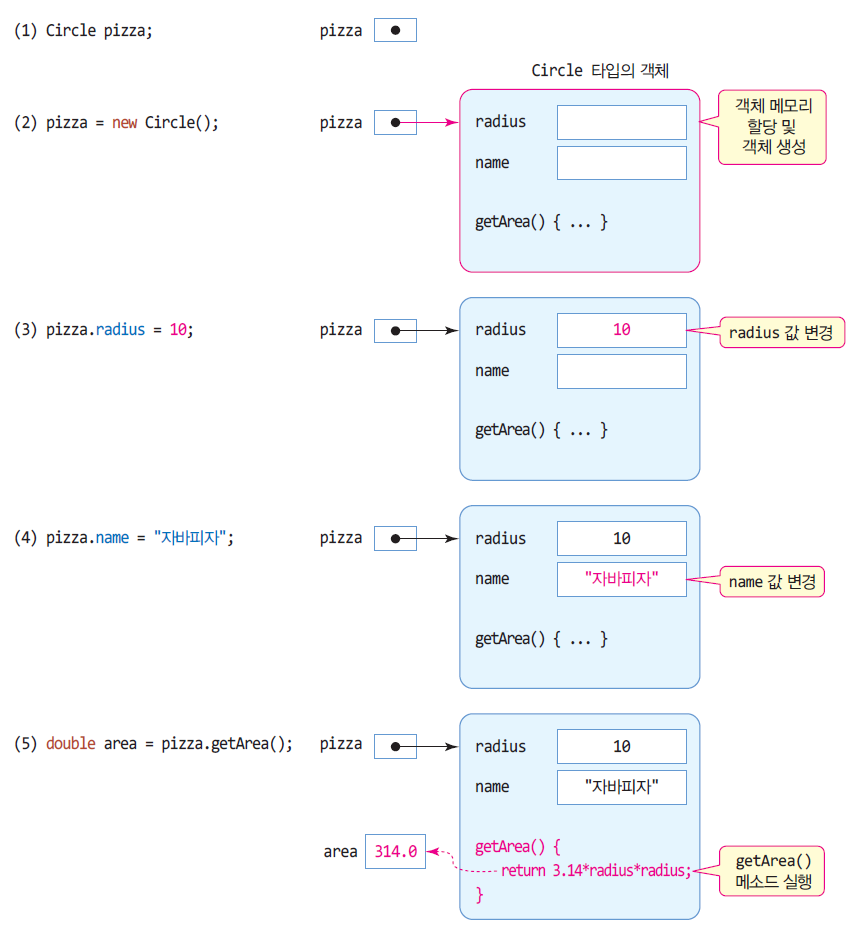 (1) Circle pizza;
pizza
Circle 타입의 객체
(2) pizza = new Circle();
pizza
radius
name
getArea() { ... }
객체 메모리
할당 및
객체 생성
(3) pizza.radius = 10;
pizza
radius
10
name
getArea() { ... }
radius 값 변경
(4) pizza.name = "자바피자";
pizza
radius
10
name
"자바피자"
getArea() { ... }
name 값 변경
(5) double area = pizza.getArea();
pizza
radius
10
name
"자바피자"
area
314.0
getArea() {
return 3.14*radius*radius;
}
getArea()
메소드 실행